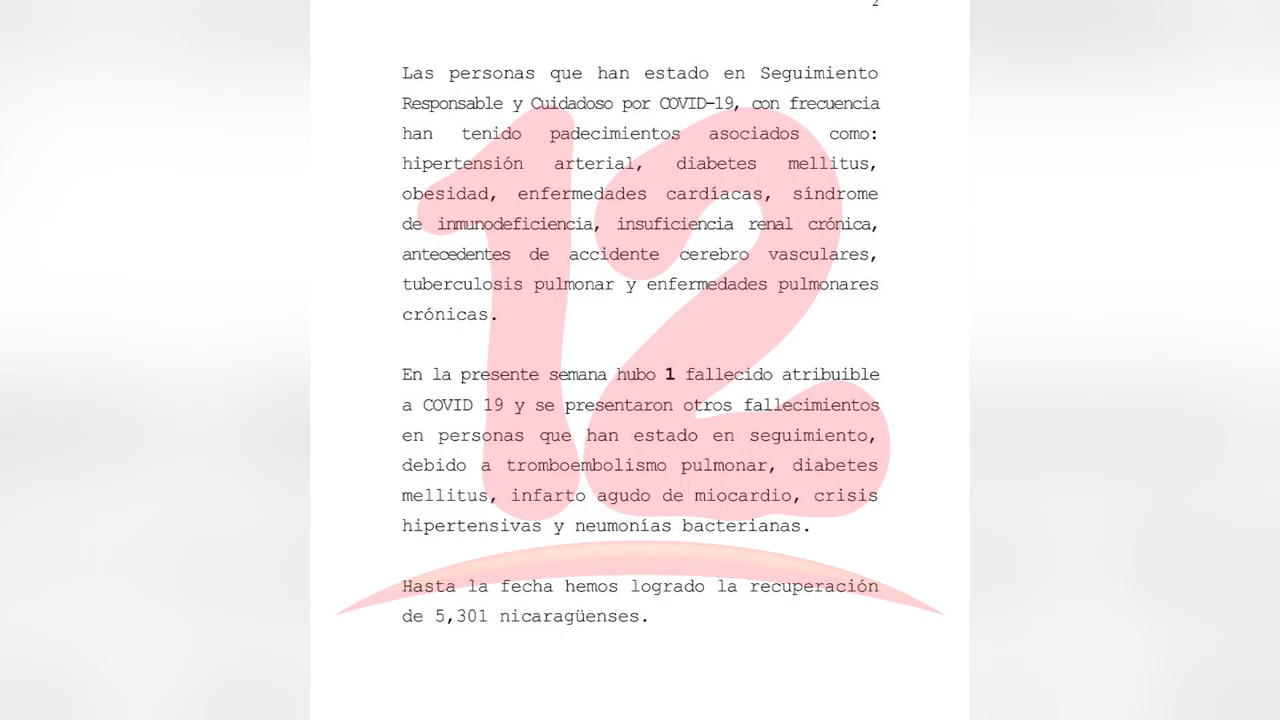 2
Las personas que han estado en Seguimiento
Responsable y Cuidadoso por COVID-19, con frecuencia
han tenido padecimientos asociados como:
hipertensión arterial, diabetes mellitus,
obesidad, enfermedades cardíacas, síndrome
de inmunodeficiencia, insuficiencia renal crónica,
antecedentes de accidente cerebro vasculares,
tuberculosis pulmonar y enfermedades pulmonares
crónicas.
En la presente semana hubo 1 fallecido atribuible
a COVID 19 y se presentaron otros fallecimientos
en personas que han estado en seguimiento,
debido a tromboembolismo pulmonar, diabetes
mellitus, infarto agudo de miocardio, crisis
hipertensivas y neumonías bacterianas.
Hasta la fecha hemos logrado la recuperación
de 5,301 nicaragüenses.
12